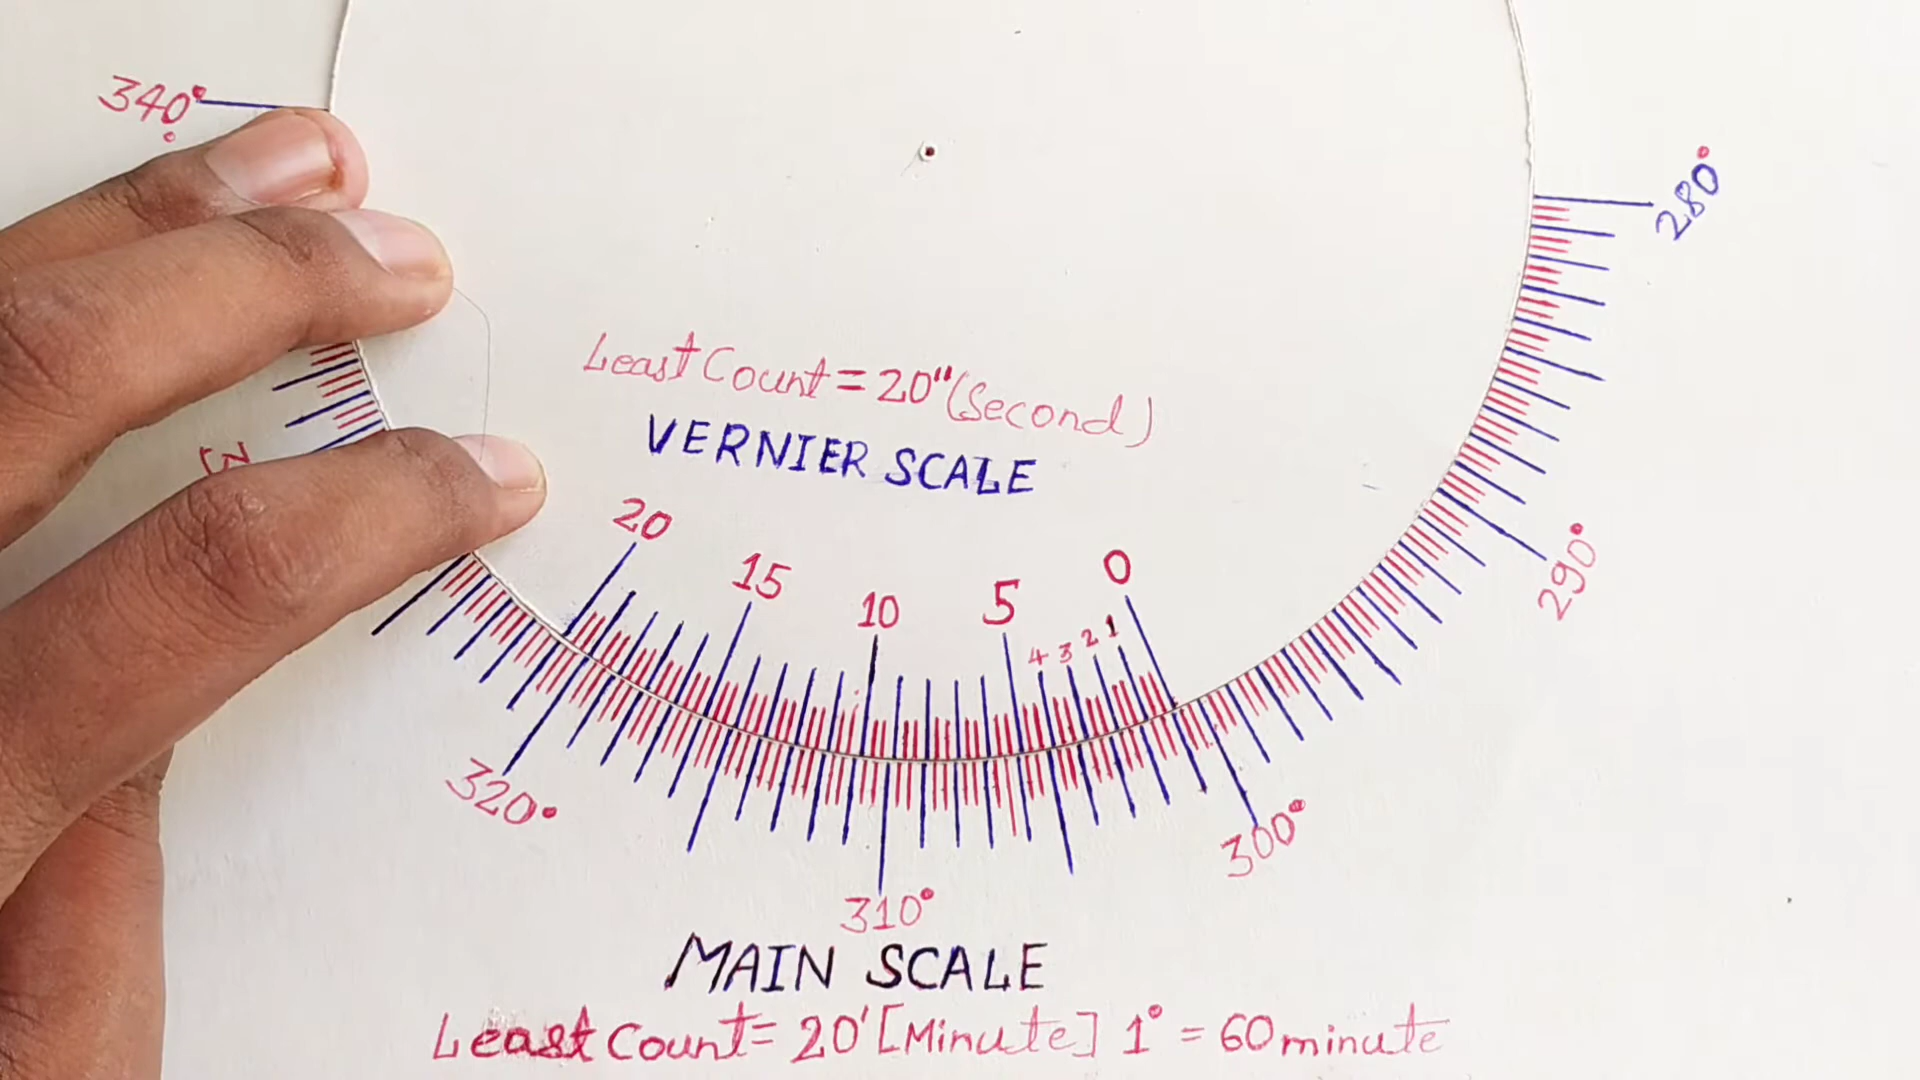 340°
280°
Least Count = 20" (Second)
VERNIER SCALE
20 15 10 5 0
4 3 2 1
290°
320°
300°
310°
MAIN SCALE
Least Count = 20' [Minute] 1° = 60 minute